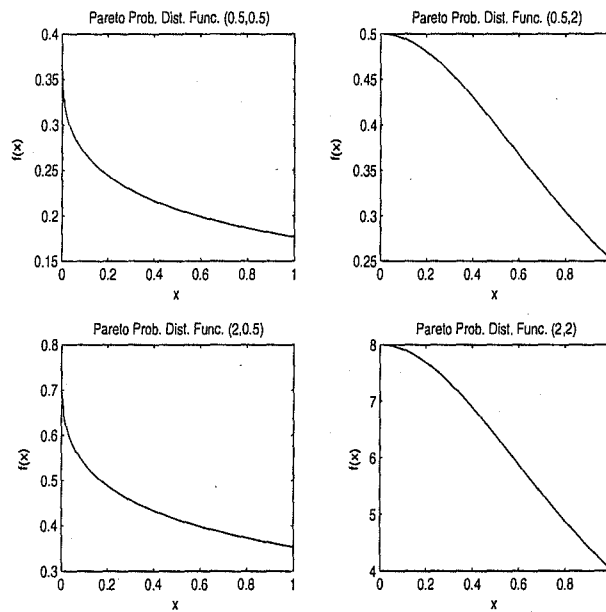 Pareto Prob. Dist. Func. (0.5,0.5)
0.4
0.35
0.3
0.25
0.2
0.15
f(x)
0 0.2 0.4 0.6 0.8 1
x
Pareto Prob. Dist. Func. (0.5,2)
0.5
0.45
0.4
0.35
0.3
0.25
f(x)
0 0.2 0.4 0.6 0.8
x
Pareto Prob. Dist. Func. (2,0.5)
0.8
0.7
0.6
0.5
0.4
0.3
f(x)
0 0.2 0.4 0.6 0.8 1
x
Pareto Prob. Dist. Func. (2,2)
8
7
6
5
4
f(x)
0 0.2 0.4 0.6 0.8
x